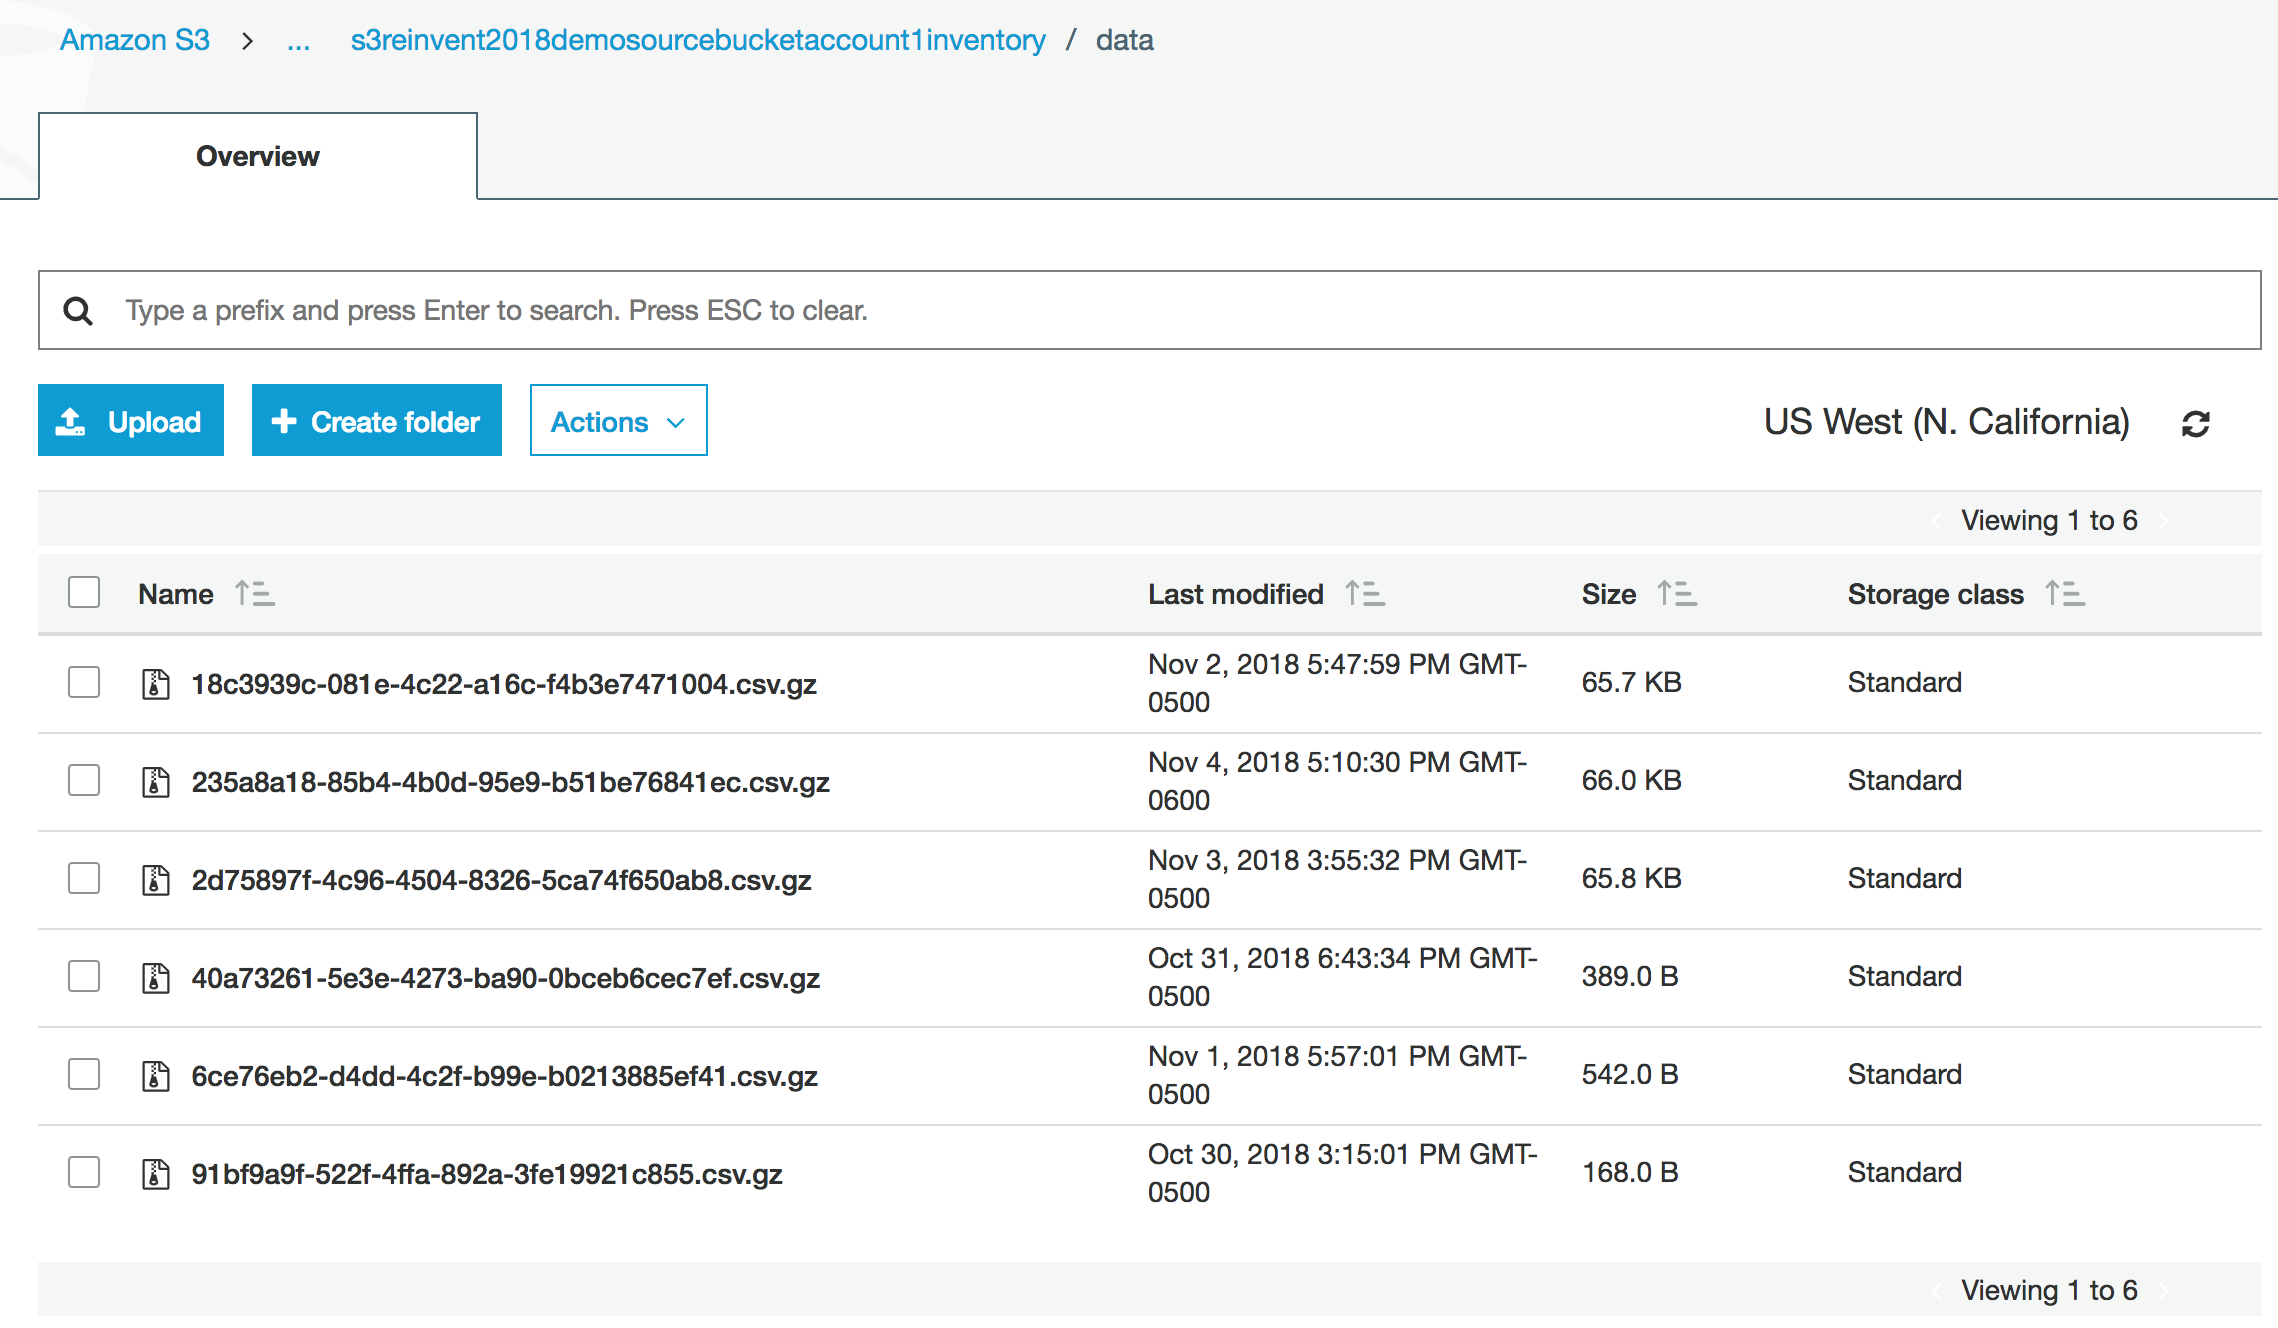 Amazon S3 > ... s3reinvent2018demosourcebucketaccount1inventory / data
Overview
Type a prefix and press Enter to search. Press ESC to clear.
Upload + Create folder Actions US West (N. California)
Viewing 1 to 6
Name Last modified Size Storage class
18c3939c-081e-4c22-a16c-f4b3e7471004.csv.gz Nov 2, 2018 5:47:59 PM GMT- 65.7 KB Standard
0500
235a8a18-85b4-4b0d-95e9-b51be76841ec.csv.gz Nov 4, 2018 5:10:30 PM GMT- 66.0 KB Standard
0600
2d75897f-4c96-4504-8326-5ca74f650ab8.csv.gz Nov 3, 2018 3:55:32 PM GMT- 65.8 KB Standard
0500
40a73261-5e3e-4273-ba90-0bceb6cec7ef.csv.gz Oct 31, 2018 6:43:34 PM GMT- 389.0 B Standard
0500
6ce76eb2-d4dd-4c2f-b99e-b0213885ef41.csv.gz Nov 1, 2018 5:57:01 PM GMT- 542.0 B Standard
0500
91bf9a9f-522f-4ffa-892a-3fe19921c855.csv.gz Oct 30, 2018 3:15:01 PM GMT- 168.0 B Standard
0500
Viewing 1 to 6